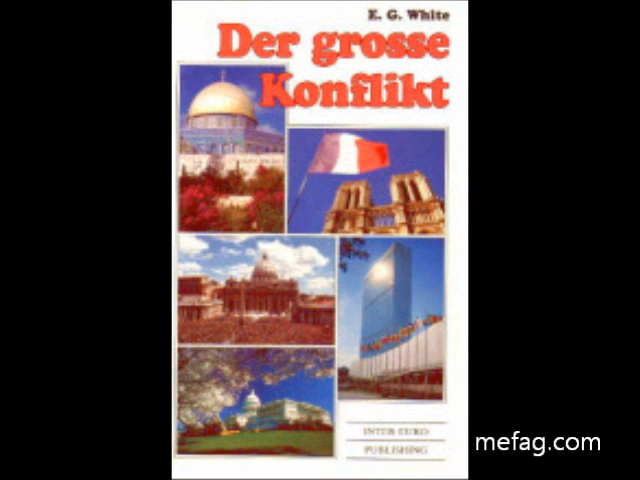 E. G. White
Der grosse
Konflikt
INTER-EURO-
PUBLISHING
mefag.com